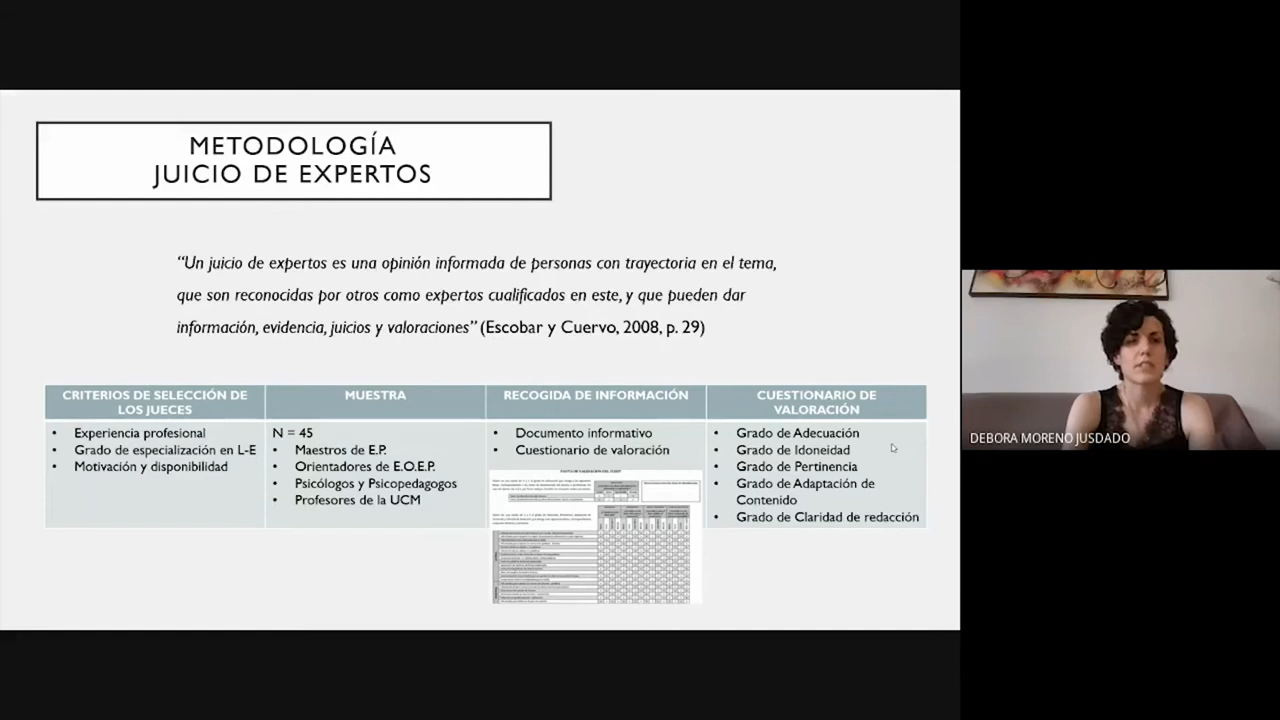 METODOLOGÍA
JUICIO DE EXPERTOS
“Un juicio de expertos es una opinión informada de personas con trayectoria en el tema,
que son reconocidas por otros como expertos cualificados en este, y que pueden dar
información, evidencia, juicios y valoraciones” (Escobar y Cuervo, 2008, p. 29)
CRITERIOS DE SELECCIÓN DE
LOS JUECES
• Experiencia profesional
• Grado de especialización en L-E
• Motivación y disponibilidad
MUESTRA
N = 45
• Maestros de E.P.
• Orientadores de E.O.E.P.
• Psicólogos y Psicopedagogos
• Profesores de la UCM
RECOGIDA DE INFORMACIÓN
• Documento informativo
• Cuestionario de valoración
CUESTIONARIO DE
VALORACIÓN
• Grado de Adecuación
• Grado de Idoneidad
• Grado de Pertinencia
• Grado de Adaptación de
Contenido
• Grado de Claridad de redacción
DEBORA MORENO JUSDADO